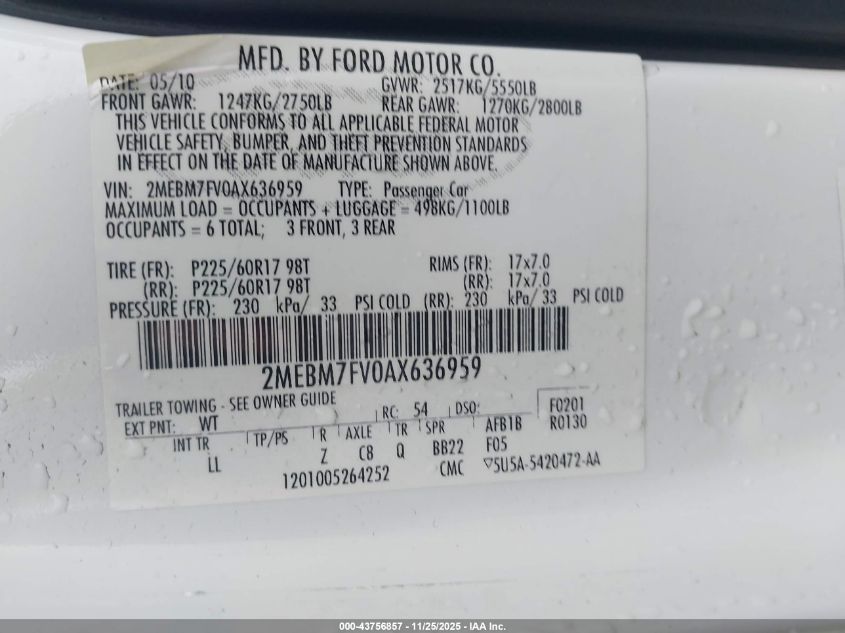 MFD. BY FORD MOTOR CO.
DATE: 05/10 GVWR: 2517KG/5550LB
FRONT GAWR: 1247KG/2750LB REAR GAWR: 1270KG/2800LB
THIS VEHICLE CONFORMS TO ALL APPLICABLE FEDERAL MOTOR
VEHICLE SAFETY, BUMPER, AND THEFT PREVENTION STANDARDS
IN EFFECT ON THE DATE OF MANUFACTURE SHOWN ABOVE.
VIN: 2MEBM7FV0AX636959 TYPE: Passenger Car
MAXIMUM LOAD = OCCUPANTS + LUGGAGE = 498KG/1100LB
OCCUPANTS = 6 TOTAL; 3 FRONT, 3 REAR
TIRE (FR): P225/60R17 98T RIMS (FR): 17x7.0
(RR): P225/60R17 98T (RR): 17x7.0
PRESSURE (FR): 230 kPa/ 33 PSI COLD (RR): 230 kPa/ 33 PSI COLD
2MEBM7FV0AX636959
TRAILER TOWING - SEE OWNER GUIDE
EXT PNT: WT RC: 54 DSO: F0201
R0130
INT TR TP/PS R AXLE TR SPR AFB1B
LL Z C8 Q BB22 F05
1201005264252 CMC ▽5U5A-5420472-AA
000-43756857 - 11/25/2025 - IAA Inc.